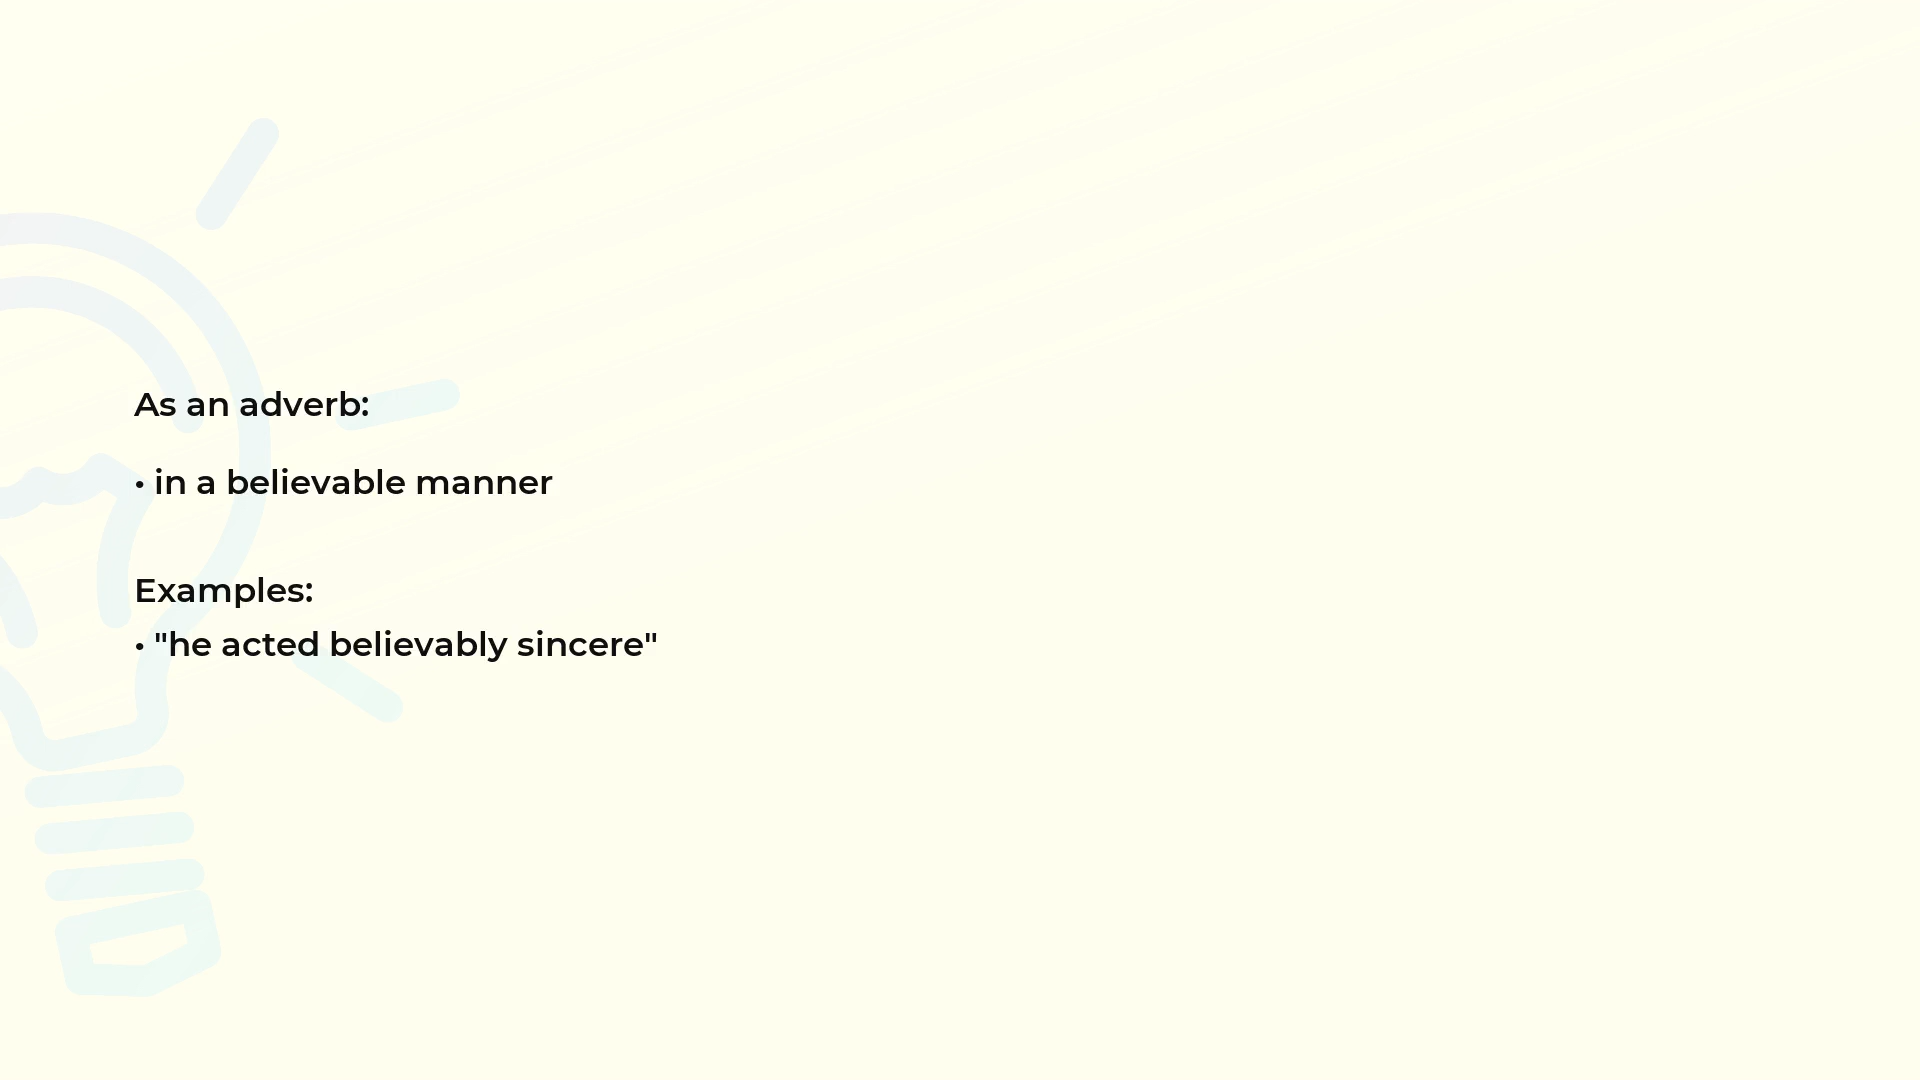 As an adverb:
• in a believable manner
Examples:
• "he acted believably sincere"